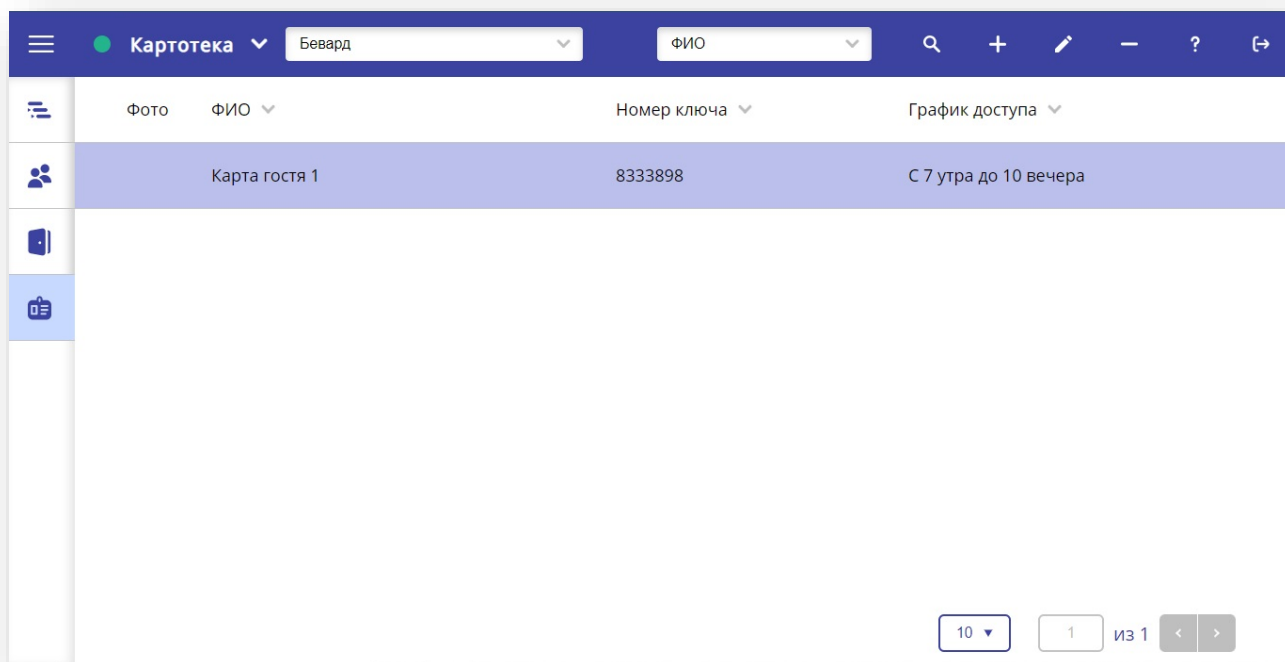 Картотека Бевард ФИО ?
Фото ФИО Номер ключа График доступа
Карта гостя 1 8333898 С 7 утра до 10 вечера
10 1 из 1